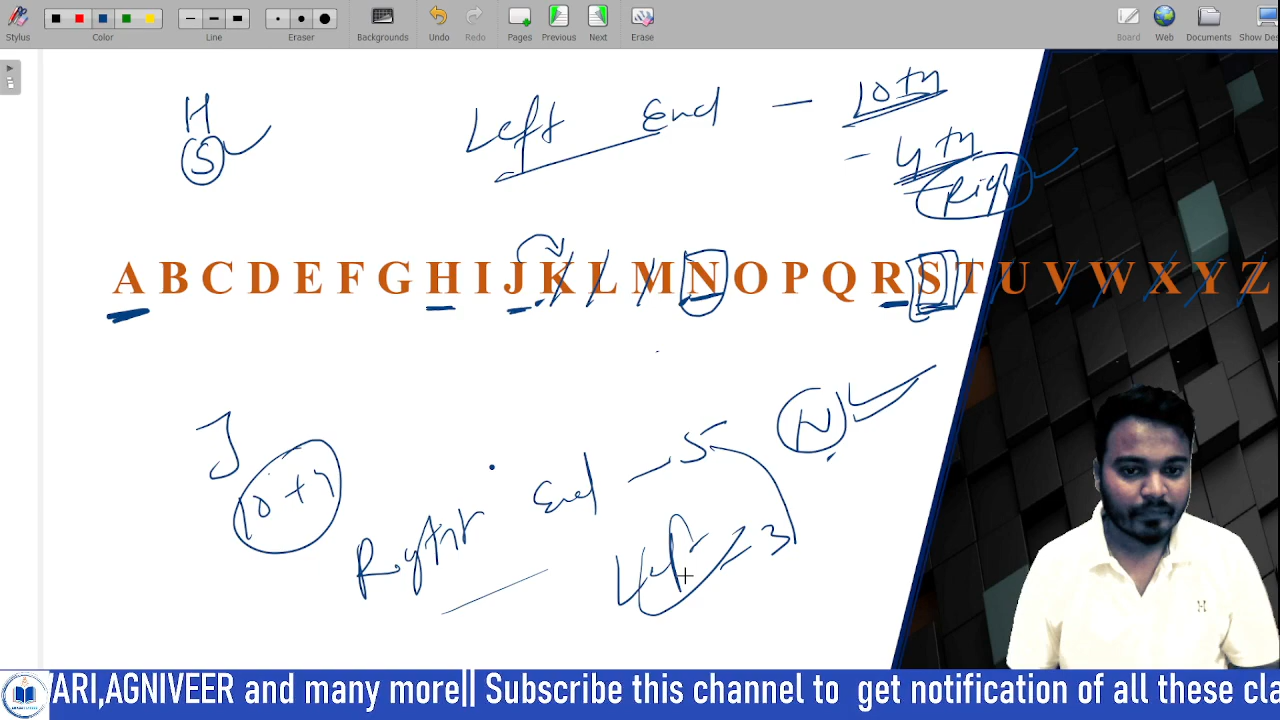 Stylus
Color
Line
Eraser
Backgrounds
Undo
Redo
Pages
Previous
Next
Erase
Board
Web
Documents
Show Des
H
S
Left End - 10th
- 4th
Right
A B C D E F G H I J K L M N O P Q R S T U V W X Y Z
J
10 + 4
End - 5
N
Left 3
H
ARI,AGNIVEER and many more|| Subscribe this channel to get notification of all these cla